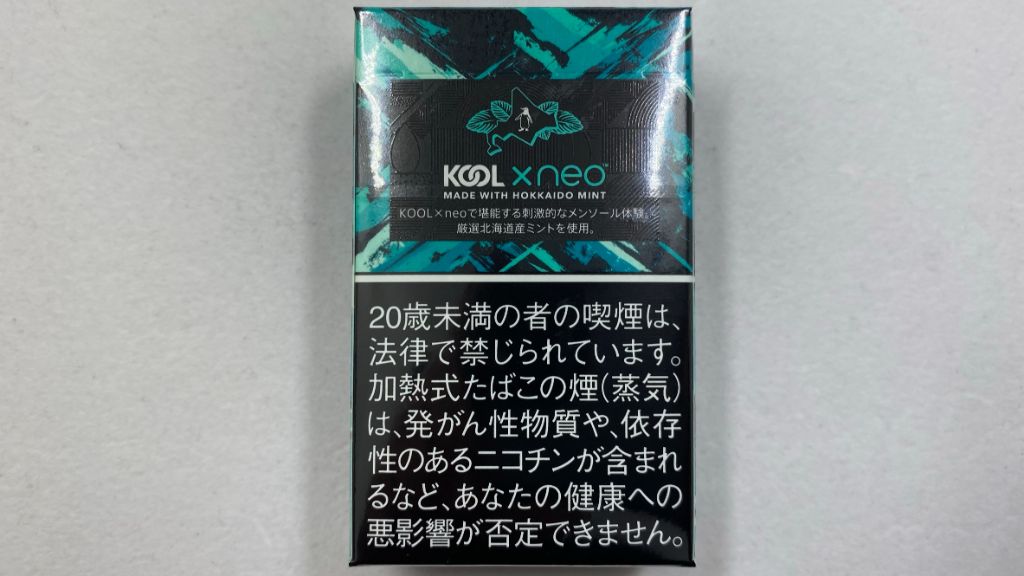 KOOL×neo™
MADE WITH HOKKAIDO MINT
KOOL×neoで堪能する刺激的なメンソール体験。
厳選北海道産ミントを使用。
20歳未満の者の喫煙は、
法律で禁じられています。
加熱式たばこの煙(蒸気)
は、発がん性物質や、依存
性のあるニコチンが含まれ
るなど、あなたの健康への
悪影響が否定できません。